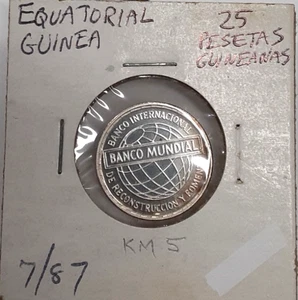 EQUATORIAL
GUINEA
25
PESETAS
GUINEANAS
BANCO INTERNACIONAL
BANCO MUNDIAL
DE RECONSTRUCCION Y FOMENTO
KM 5
7/87